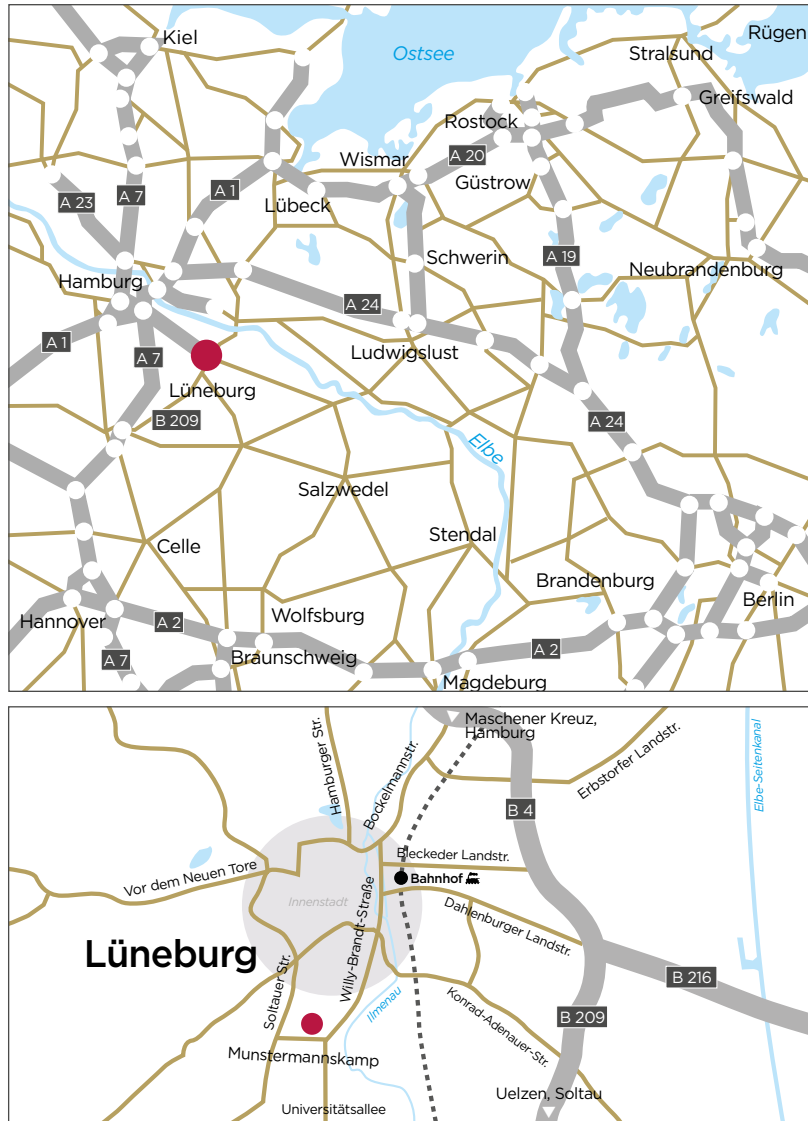 Kiel
Ostsee
Rügen
Stralsund
Greifswald
Rostock
Wismar
A 20
Güstrow
A 23
A 7
A 1
Lübeck
Schwerin
A 19
Neubrandenburg
Hamburg
A 24
A 1
A 7
Ludwigslust
Lüneburg
B 209
A 24
Elbe
Salzwedel
Stendal
Celle
Brandenburg
Berlin
Hannover
A 2
Wolfsburg
A 7
Braunschweig
A 2
Magdeburg
Maschener Kreuz,
Hamburg
Hamburger Str.
Bockelmannstr.
Erbstorfer Landstr.
Elbe-Seitenkanal
B 4
Bleckeder Landstr.
Vor dem Neuen Tore
Bahnhof
Innenstadt
Willy-Brandt-Straße
Dahlenburger Landstr.
Lüneburg
Soltauer Str.
B 216
Ilmenau
Konrad-Adenauer-Str.
B 209
Munstermannskamp
Uelzen, Soltau
Universitätsallee